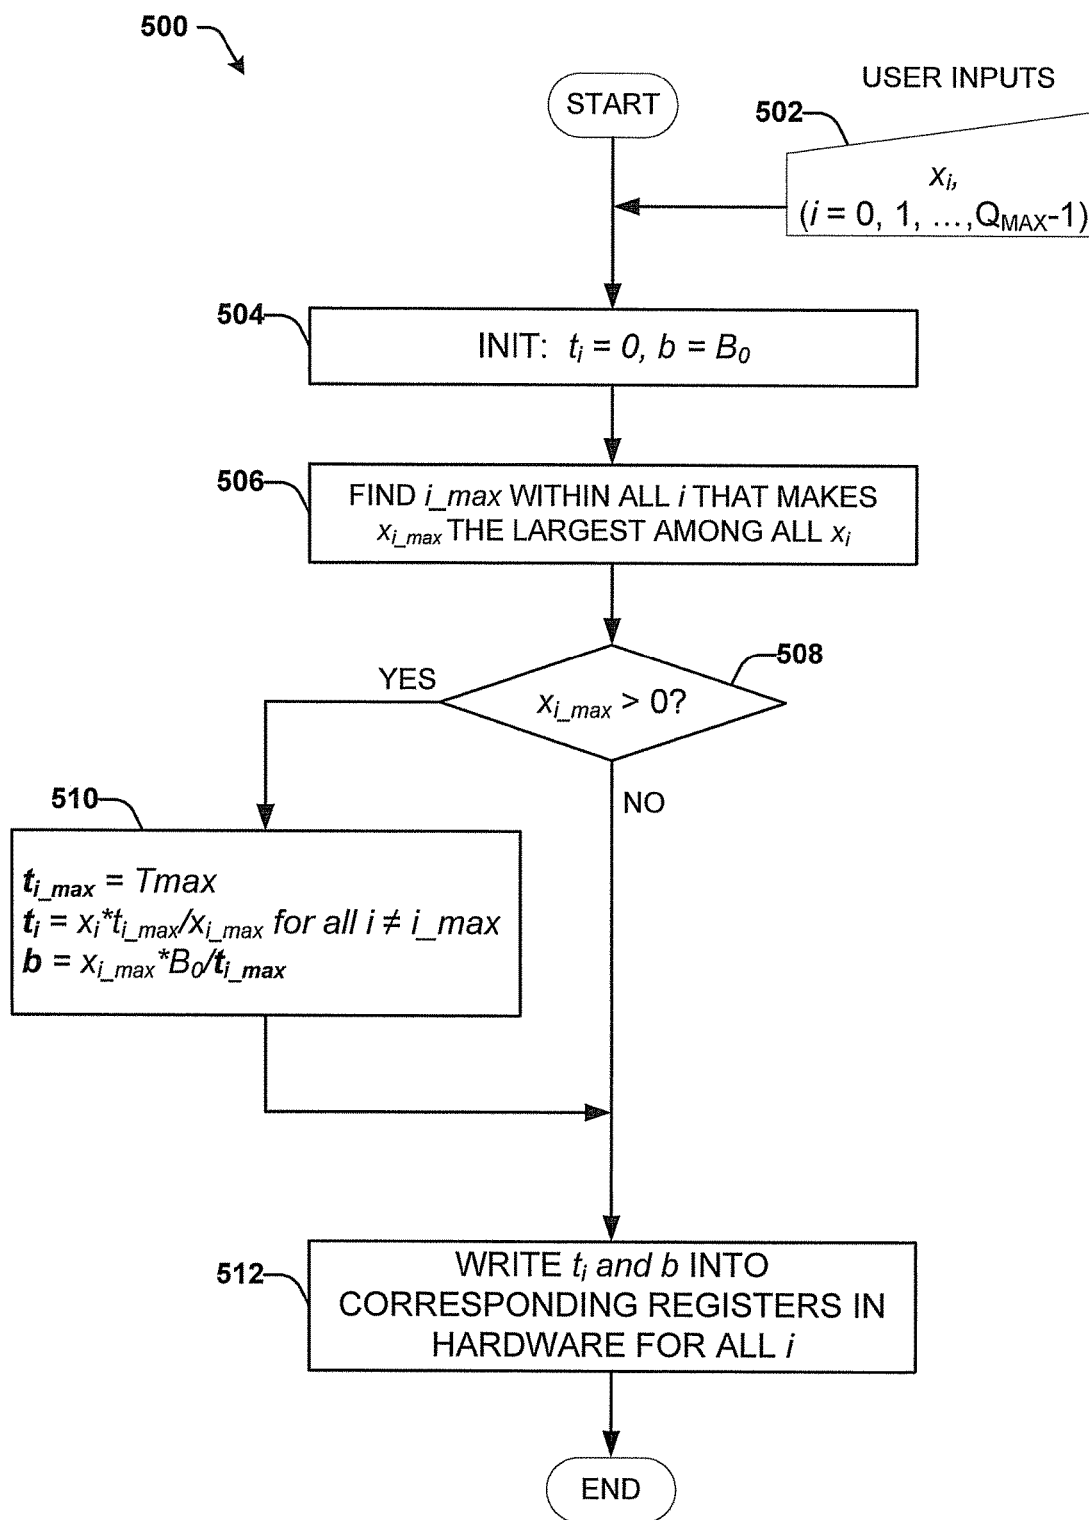 500
START
USER INPUTS
502
xi,
(i = 0, 1, ...,QMAX-1)
504
INIT: ti = 0, b = B0
506
FIND i_max WITHIN ALL i THAT MAKES
xi_max THE LARGEST AMONG ALL xi
508
YES
xi_max > 0?
NO
510
ti_max = Tmax
ti = xi*ti_max/xi_max for all i ≠ i_max
b = xi_max*B0/ti_max
512
WRITE ti and b INTO
CORRESPONDING REGISTERS IN
HARDWARE FOR ALL i
END